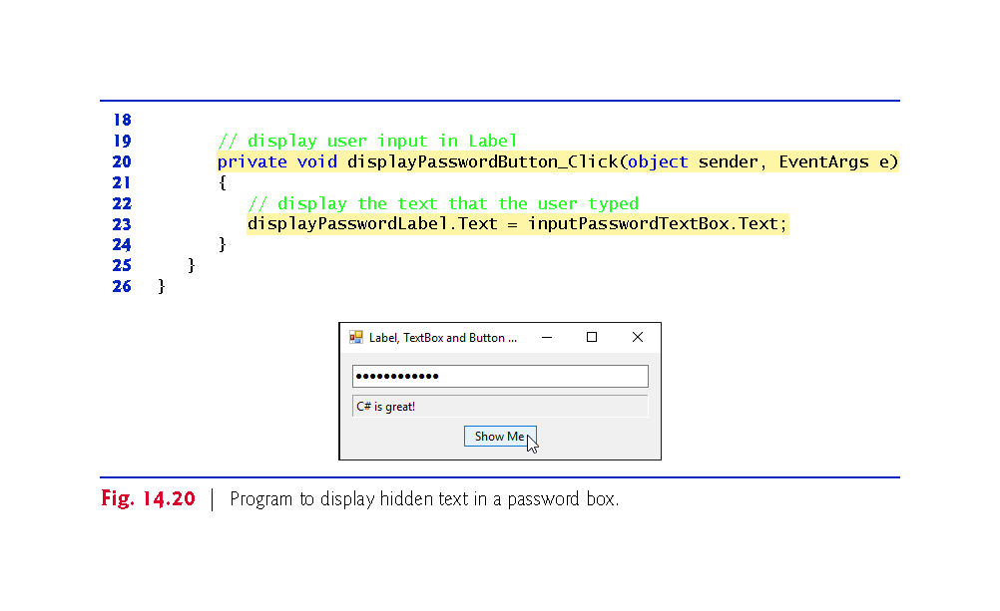 18
19 // display user input in Label
20 private void displayPasswordButton_Click(object sender, EventArgs e)
21 {
22 // display the text that the user typed
23 displayPasswordLabel.Text = inputPasswordTextBox.Text;
24 }
25 }
26 }
Label, TextBox and Button ...
●●●●●●●●●●●●
C# is great!
Show Me
Fig. 14.20 | Program to display hidden text in a password box.